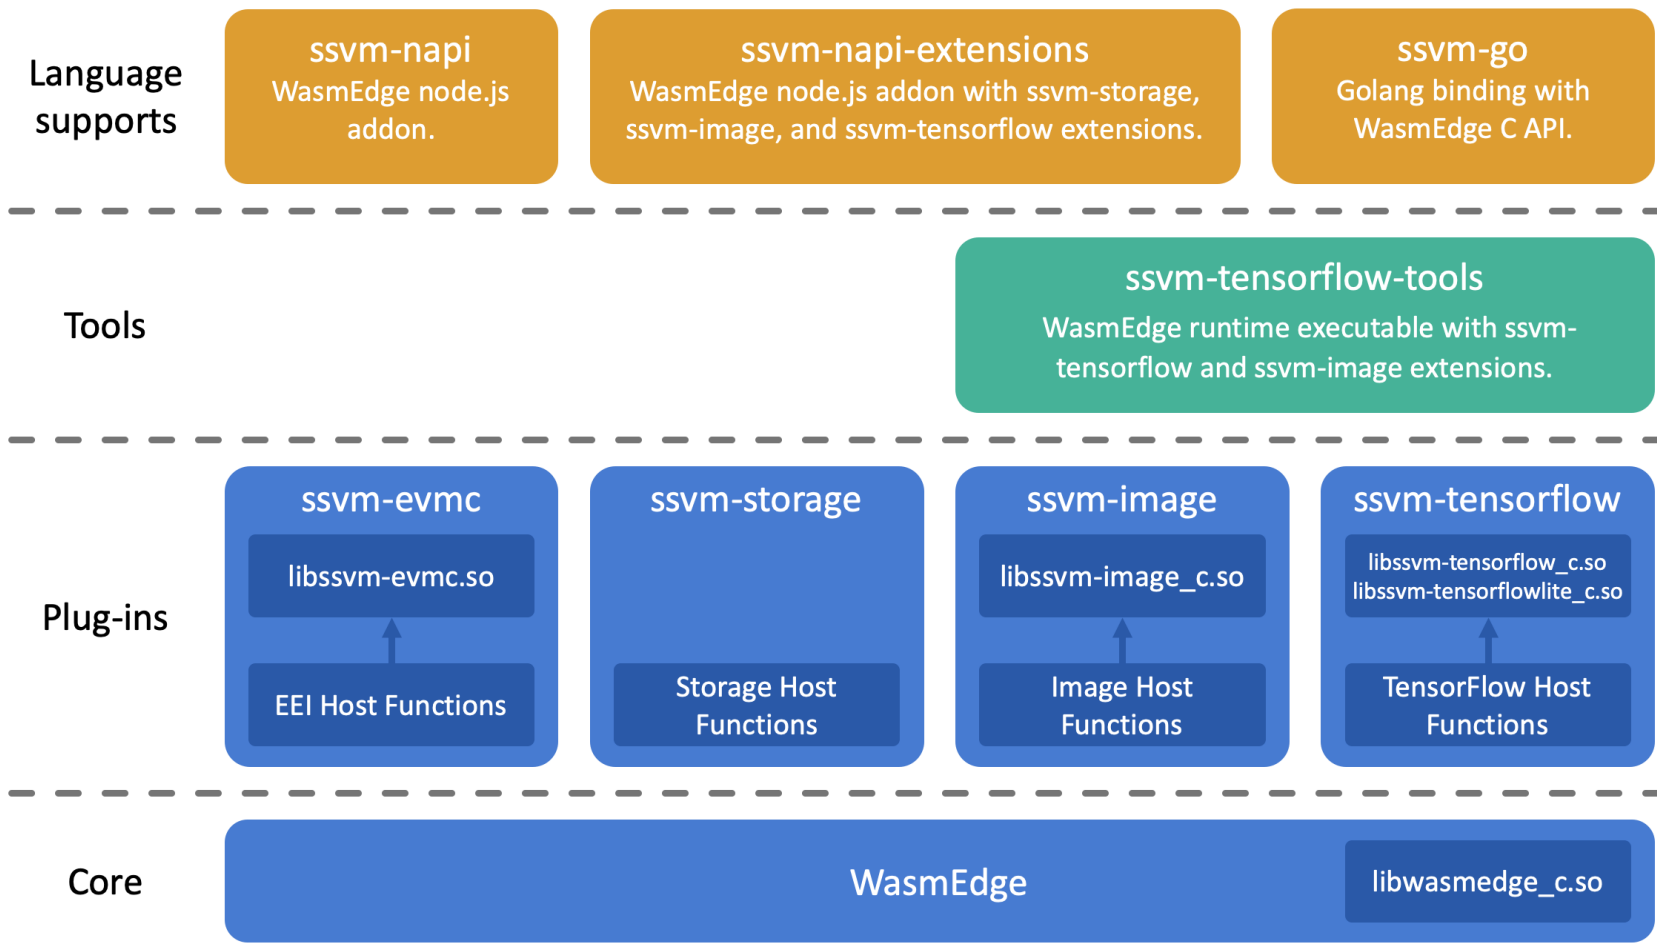 Language
supports
ssvm-napi
WasmEdge node.js
addon.
ssvm-napi-extensions
WasmEdge node.js addon with ssvm-storage,
ssvm-image, and ssvm-tensorflow extensions.
ssvm-go
Golang binding with
WasmEdge C API.
Tools
ssvm-tensorflow-tools
WasmEdge runtime executable with ssvm-
tensorflow and ssvm-image extensions.
Plug-ins
ssvm-evmc
libssvm-evmc.so
EEI Host Functions
ssvm-storage
Storage Host
Functions
ssvm-image
libssvm-image_c.so
Image Host
Functions
ssvm-tensorflow
libssvm-tensorflow_c.so
libssvm-tensorflowlite_c.so
TensorFlow Host
Functions
Core
WasmEdge
libwasmedge_c.so